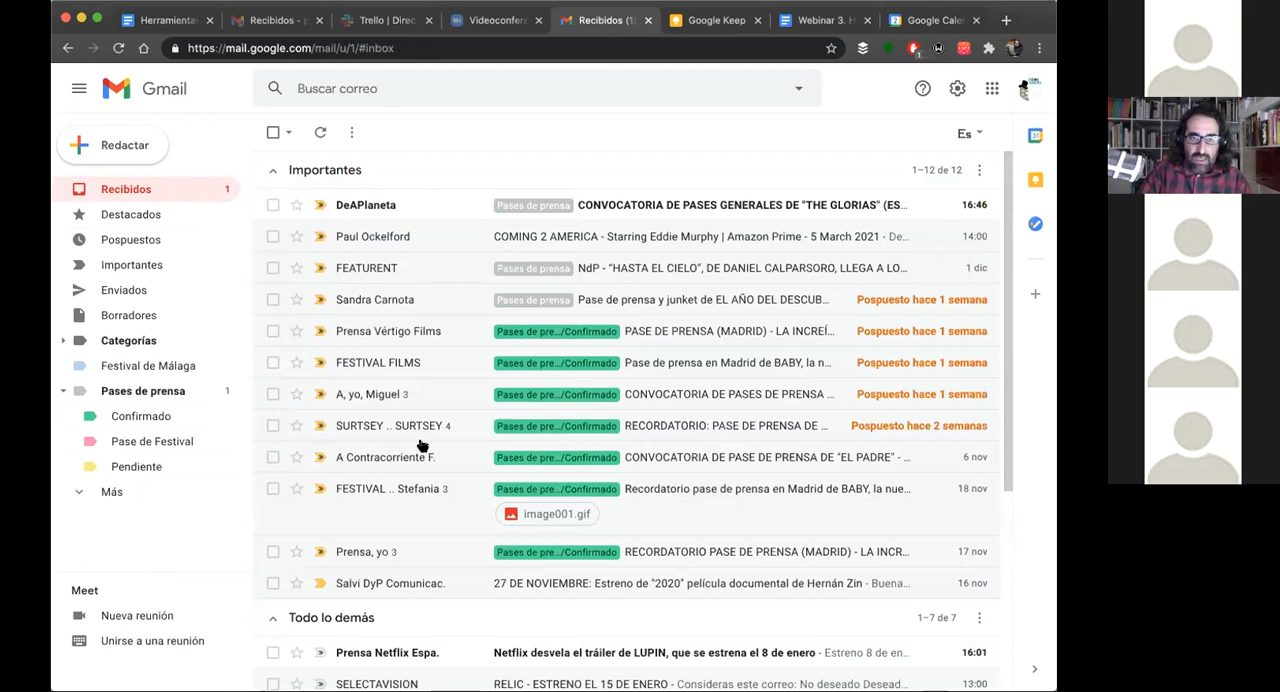 Herramientas
Recibidos - p
Trello | Direc
Videoconfere
Recibidos (1)
Google Keep
Webinar 3. H
Google Cale
https://mail.google.com/mail/u/1/#inbox
Gmail
Buscar correo
Redactar
Es
Recibidos 1
Destacados
Pospuestos
Importantes
Enviados
Borradores
Categorías
Festival de Málaga
Pases de prensa 1
Confirmado
Pase de Festival
Pendiente
Más
Meet
Nueva reunión
Unirse a una reunión
Importantes 1–12 de 12
DeAPlaneta Pases de prensa CONVOCATORIA DE PASES GENERALES DE "THE GLORIAS" (ES… 16:46
Paul Ockelford COMING 2 AMERICA - Starring Eddie Murphy | Amazon Prime - 5 March 2021 - De… 14:00
FEATURENT Pases de prensa NdP - "HASTA EL CIELO", DE DANIEL CALPARSORO, LLEGA A LO… 1 dic
Sandra Carnota Pases de prensa Pase de prensa y junket de EL AÑO DEL DESCUB… Pospuesto hace 1 semana
Prensa Vértigo Films Pases de pre…/Confirmado PASE DE PRENSA (MADRID) - LA INCREÍ… Pospuesto hace 1 semana
FESTIVAL FILMS Pases de pre…/Confirmado Pase de prensa en Madrid de BABY, la n… Pospuesto hace 1 semana
A, yo, Miguel 3 Pases de pre…/Confirmado CONVOCATORIA DE PASES DE PRENSA … Pospuesto hace 1 semana
SURTSEY .. SURTSEY 4 Pases de pre…/Confirmado RECORDATORIO: PASE DE PRENSA DE … Pospuesto hace 2 semanas
A Contracorriente F. Pases de pre…/Confirmado CONVOCATORIA DE PASE DE PRENSA DE "EL PADRE" - … 6 nov
FESTIVAL .. Stefania 3 Pases de pre…/Confirmado Recordatorio pase de prensa en Madrid de BABY, la nue… 18 nov
image001.gif
Prensa, yo 3 Pases de pre…/Confirmado RECORDATORIO PASE DE PRENSA (MADRID) - LA INCR… 17 nov
Salvi DyP Comunicac. 27 DE NOVIEMBRE: Estreno de "2020" película documental de Hernán Zin - Buena… 16 nov
Todo lo demás 1–7 de 7
Prensa Netflix Espa. Netflix desvela el tráiler de LUPIN, que se estrena el 8 de enero - Estreno 8 de en… 16:01
SELECTAVISION RELIC - ESTRENO EL 15 DE ENERO - Consideras este correo: No deseado Desead… 13:00